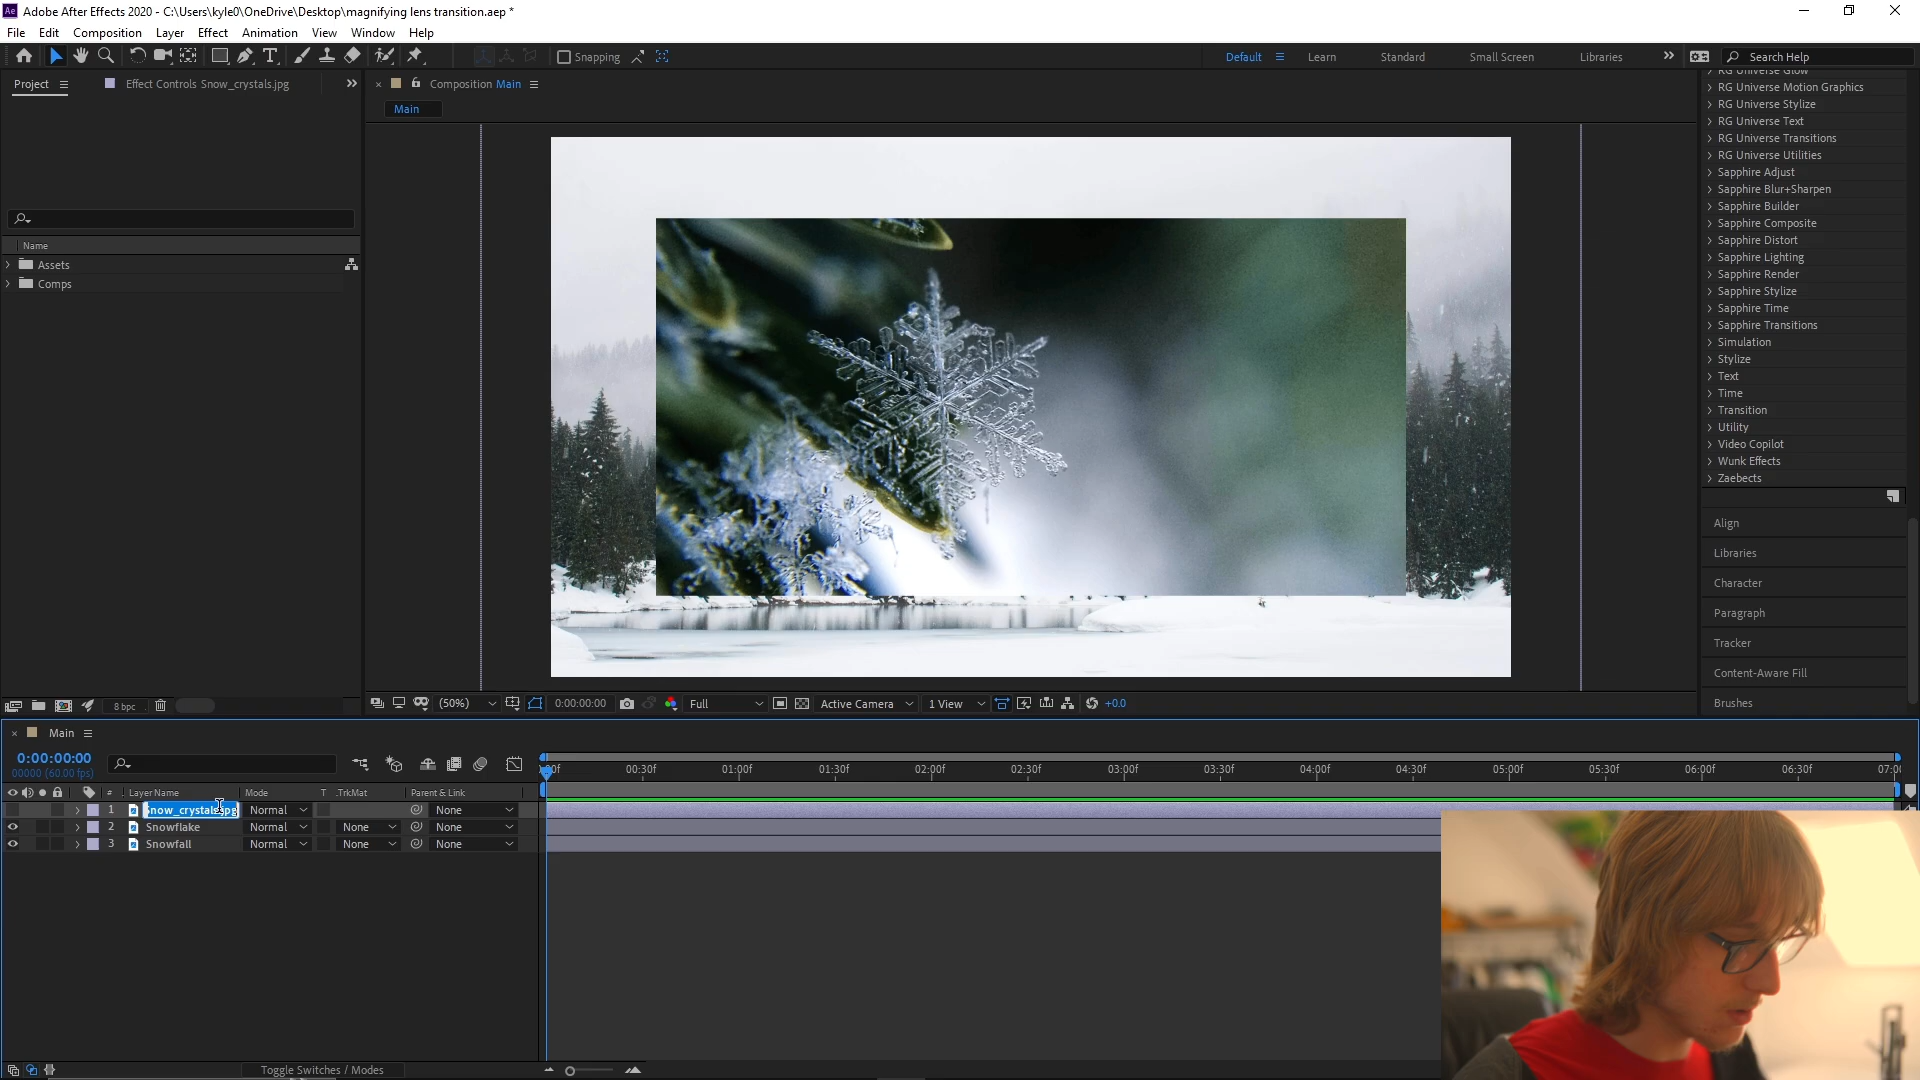 Adobe After Effects 2020 - C:\Users\kyle0\OneDrive\Desktop\magnifying lens transition.aep *
File Edit Composition Layer Effect Animation View Window Help
Snapping
Default Learn Standard Small Screen Libraries Search Help
Project Effect Controls Snow_crystals.jpg
Composition Main
Main
Name
Assets
Comps
8 bpc
RG Universe Glow
RG Universe Motion Graphics
RG Universe Stylize
RG Universe Text
RG Universe Transitions
RG Universe Utilities
Sapphire Adjust
Sapphire Blur+Sharpen
Sapphire Builder
Sapphire Composite
Sapphire Distort
Sapphire Lighting
Sapphire Render
Sapphire Stylize
Sapphire Time
Sapphire Transitions
Simulation
Stylize
Text
Time
Transition
Utility
Video Copilot
Wunk Effects
Zaebects
Align
Libraries
Character
Paragraph
Tracker
Content-Aware Fill
Brushes
(50%) 0:00:00:00 Full Active Camera 1 View +0.0
Main
0:00:00:00
00000 (60.00 fps)
00f 00:30f 01:00f 01:30f 02:00f 02:30f 03:00f 03:30f 04:00f 04:30f 05:00f 05:30f 06:00f 06:30f 07:0
# Layer Name Mode T .TrkMat Parent & Link
1 Snow_crystals.jpg Normal None
2 Snowflake Normal None None
3 Snowfall Normal None None
Toggle Switches / Modes